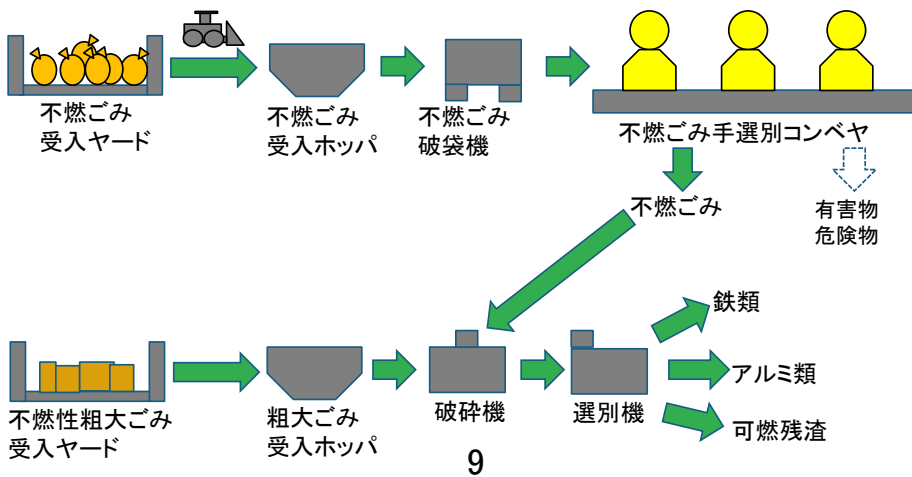 不燃ごみ
受入ヤード
不燃ごみ
受入ホッパ
不燃ごみ
破袋機
不燃ごみ手選別コンベヤ
不燃ごみ
有害物
危険物
不燃性粗大ごみ
受入ヤード
粗大ごみ
受入ホッパ
破砕機
選別機
鉄類
アルミ類
可燃残渣
9